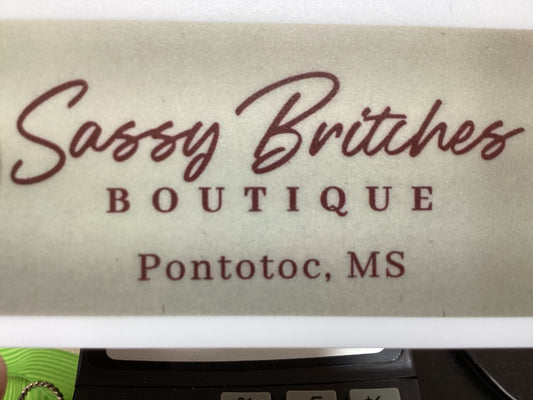 Sassy Britches
BOUTIQUE
Pontotoc, MS